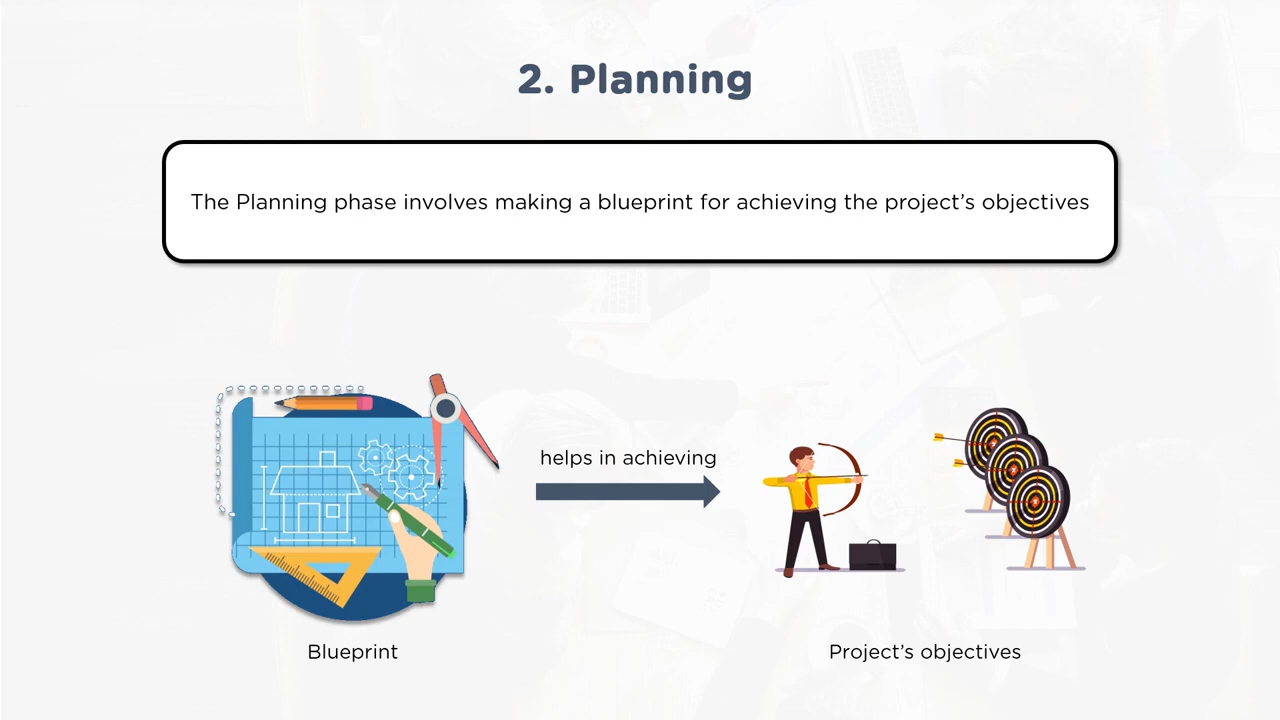 2. Planning
The Planning phase involves making a blueprint for achieving the project’s objectives
helps in achieving
Blueprint
Project’s objectives